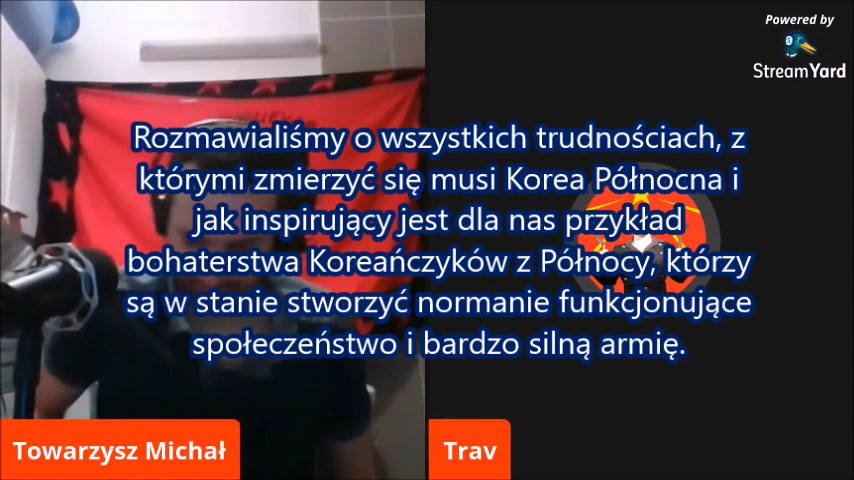 Powered by
StreamYard
Rozmawialiśmy o wszystkich trudnościach, z
którymi zmierzyć się musi Korea Północna i
jak inspirujący jest dla nas przykład
bohaterstwa Koreańczyków z Północy, którzy
są w stanie stworzyć normanie funkcjonujące
społeczeństwo i bardzo silną armię.
Towarzysz Michał
Trav